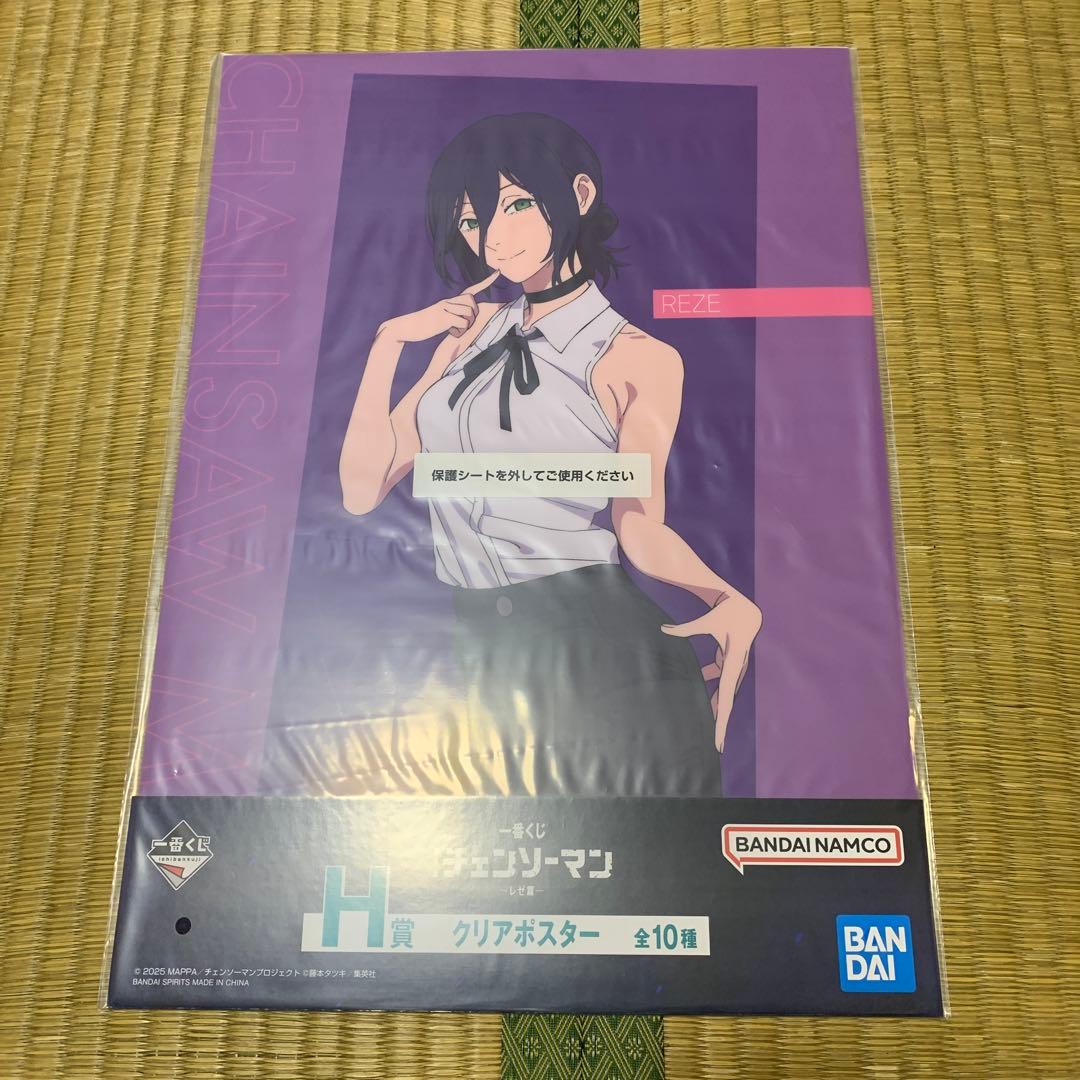 CHAINSAW M
REZE
保護シートを外してご使用ください
一番くじ
ichibankuji
一番くじ
チェンソーマン
－レゼ篇－
H賞 クリアポスター 全10種
BANDAI NAMCO
BAN
DAI
© 2025 MAPPA／チェンソーマンプロジェクト ©藤本タツキ／集英社
BANDAI SPIRITS MADE IN CHINA